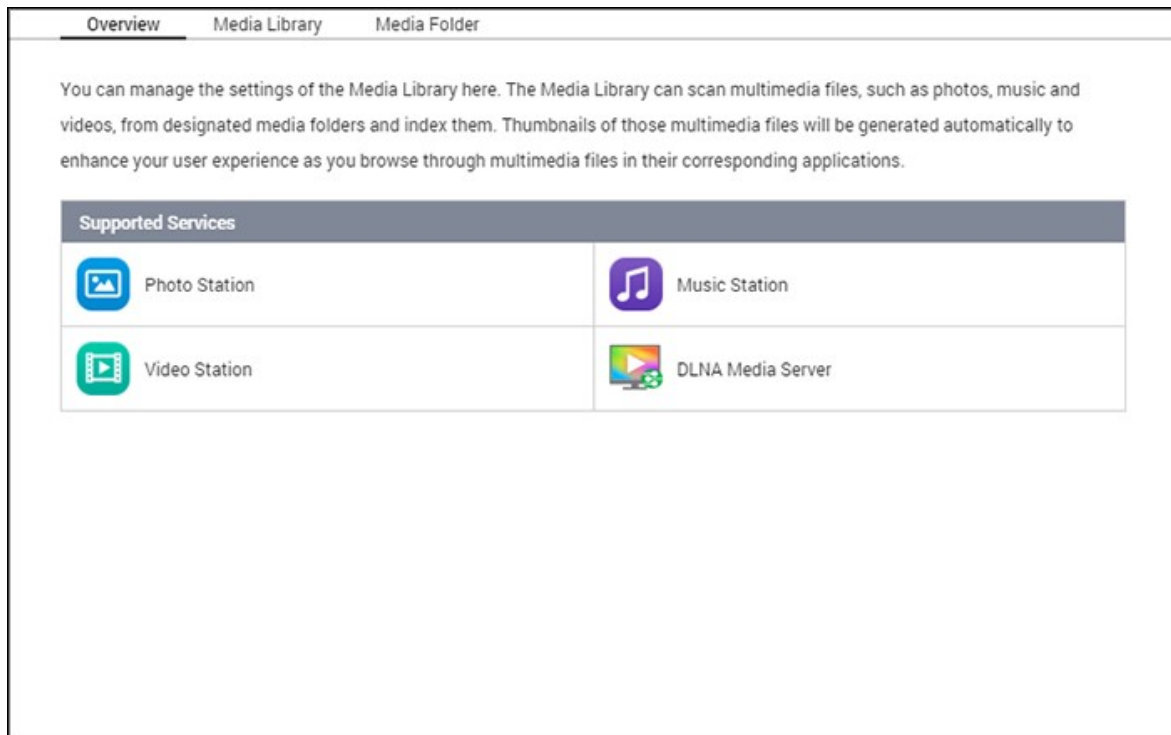 Overview Media Library Media Folder
You can manage the settings of the Media Library here. The Media Library can scan multimedia files, such as photos, music and
videos, from designated media folders and index them. Thumbnails of those multimedia files will be generated automatically to
enhance your user experience as you browse through multimedia files in their corresponding applications.
Supported Services
Photo Station Music Station
Video Station DLNA Media Server